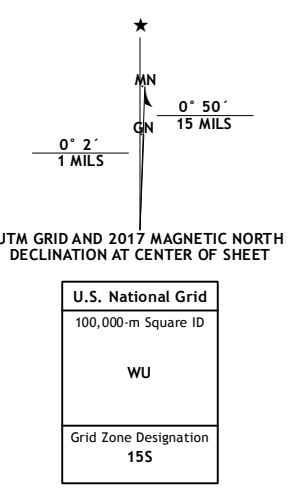 ★
MN
0° 50´
15 MILS
GN
0° 2´
1 MILS
UTM GRID AND 2017 MAGNETIC NORTH
DECLINATION AT CENTER OF SHEET
U.S. National Grid
100,000-m Square ID
WU
Grid Zone Designation
15S